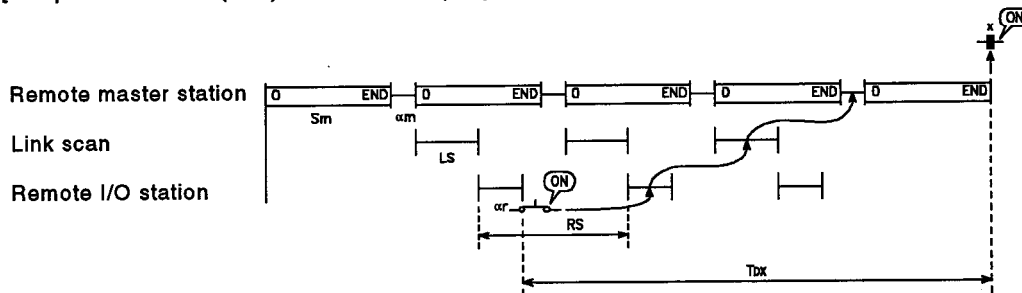 x
ON
Remote master station
0 END 0 END 0 END 0 END 0 END
Sm αm
Link scan
LS
Remote I/O station
ON
αr
RS
Tbx